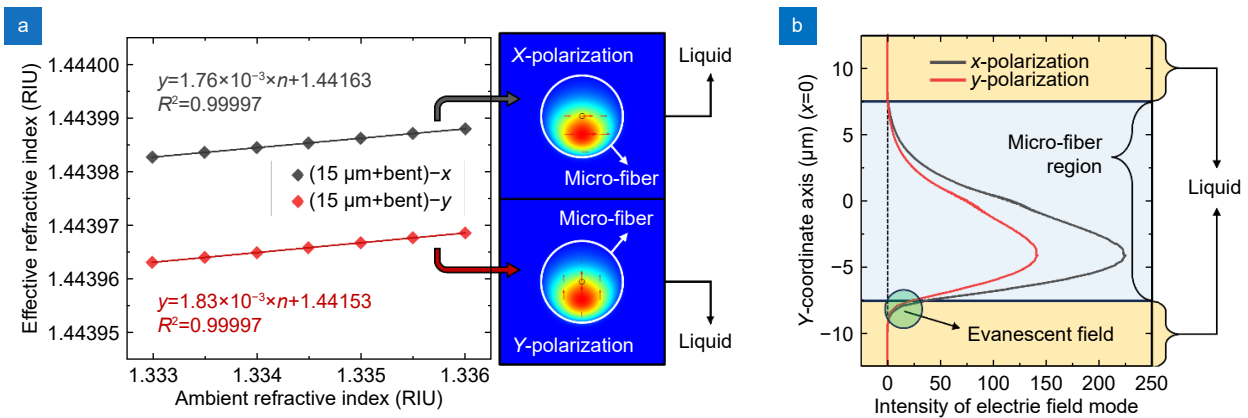 a
Effective refractive index (RIU)
1.444400
1.44399
1.44398
1.44397
1.44396
1.44395
y=1.76×10⁻³×n+1.44163
R²=0.99997
(15 μm+bent)−x
(15 μm+bent)−y
y=1.83×10⁻³×n+1.44153
R²=0.99997
1.333
1.334
1.335
1.336
Ambient refractive index (RIU)
X-polarization
Micro-fiber
Micro-fiber
Y-polarization
Liquid
Liquid
b
Y-coordinate axis (μm) (x=0)
10
5
0
−5
−10
x-polarization
y-polarization
Micro-fiber
region
Evanescent field
Liquid
0
50
100
150
200
250
Intensity of electrie field mode